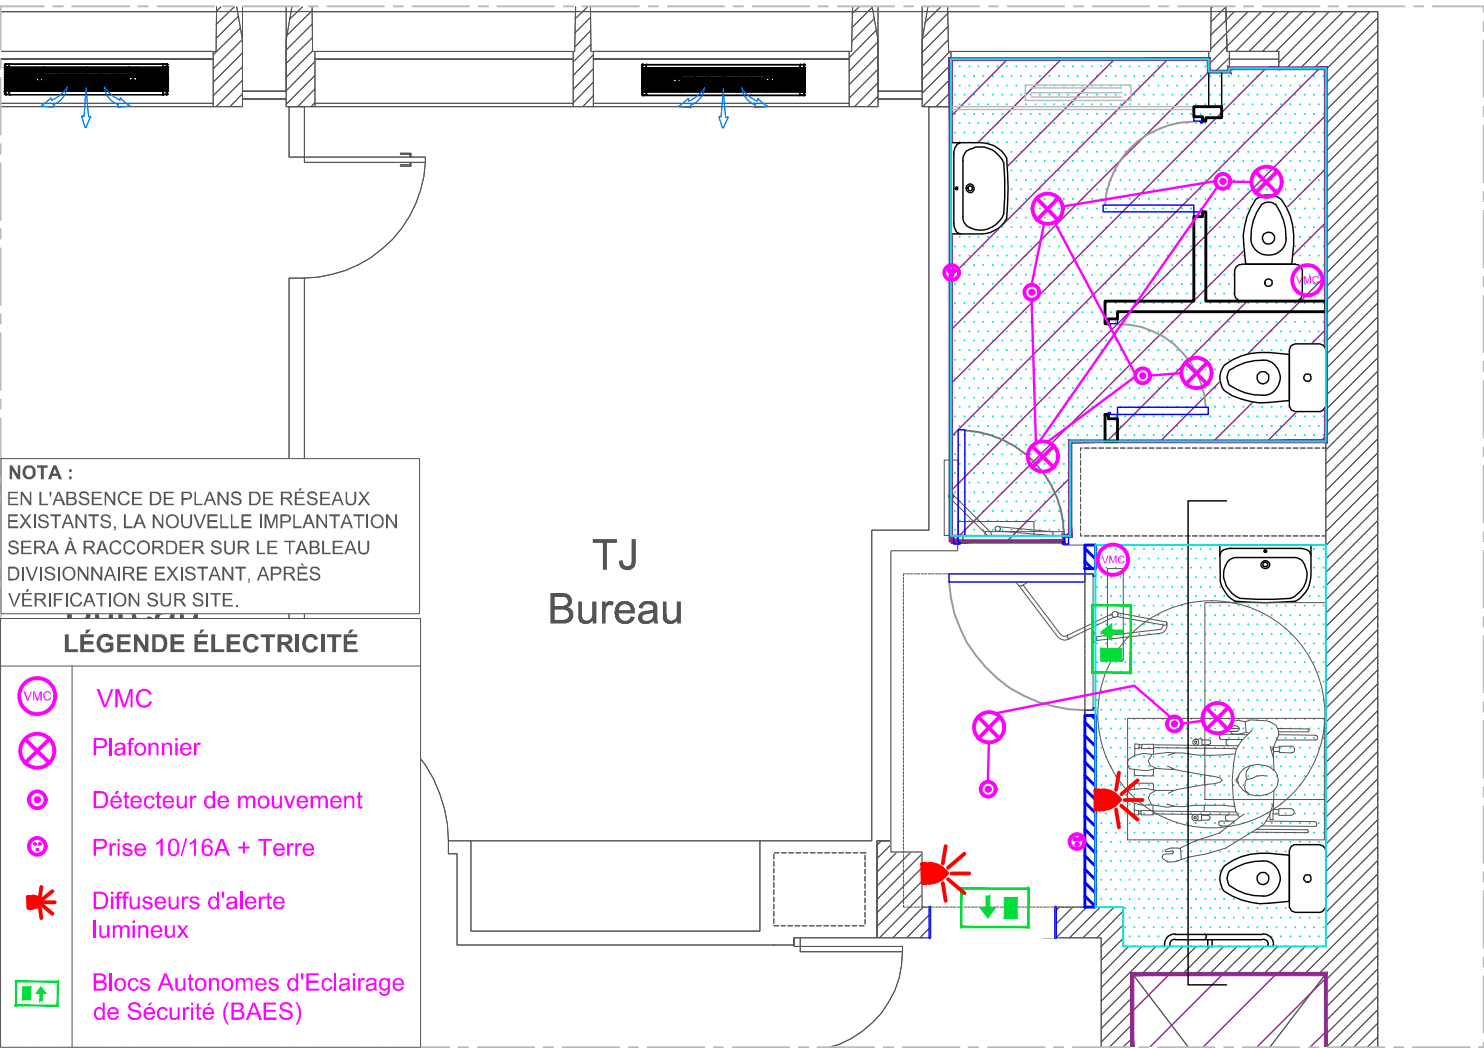 NOTA :
EN L'ABSENCE DE PLANS DE RÉSEAUX
EXISTANTS, LA NOUVELLE IMPLANTATION
SERA À RACCORDER SUR LE TABLEAU
DIVISIONNAIRE EXISTANT, APRÈS
VÉRIFICATION SUR SITE.
LÉGENDE ÉLECTRICITÉ
VMC
VMC
Plafonnier
Détecteur de mouvement
Prise 10/16A + Terre
Diffuseurs d'alerte
lumineux
Blocs Autonomes d'Eclairage
de Sécurité (BAES)
TJ
Bureau
VMC
VMC